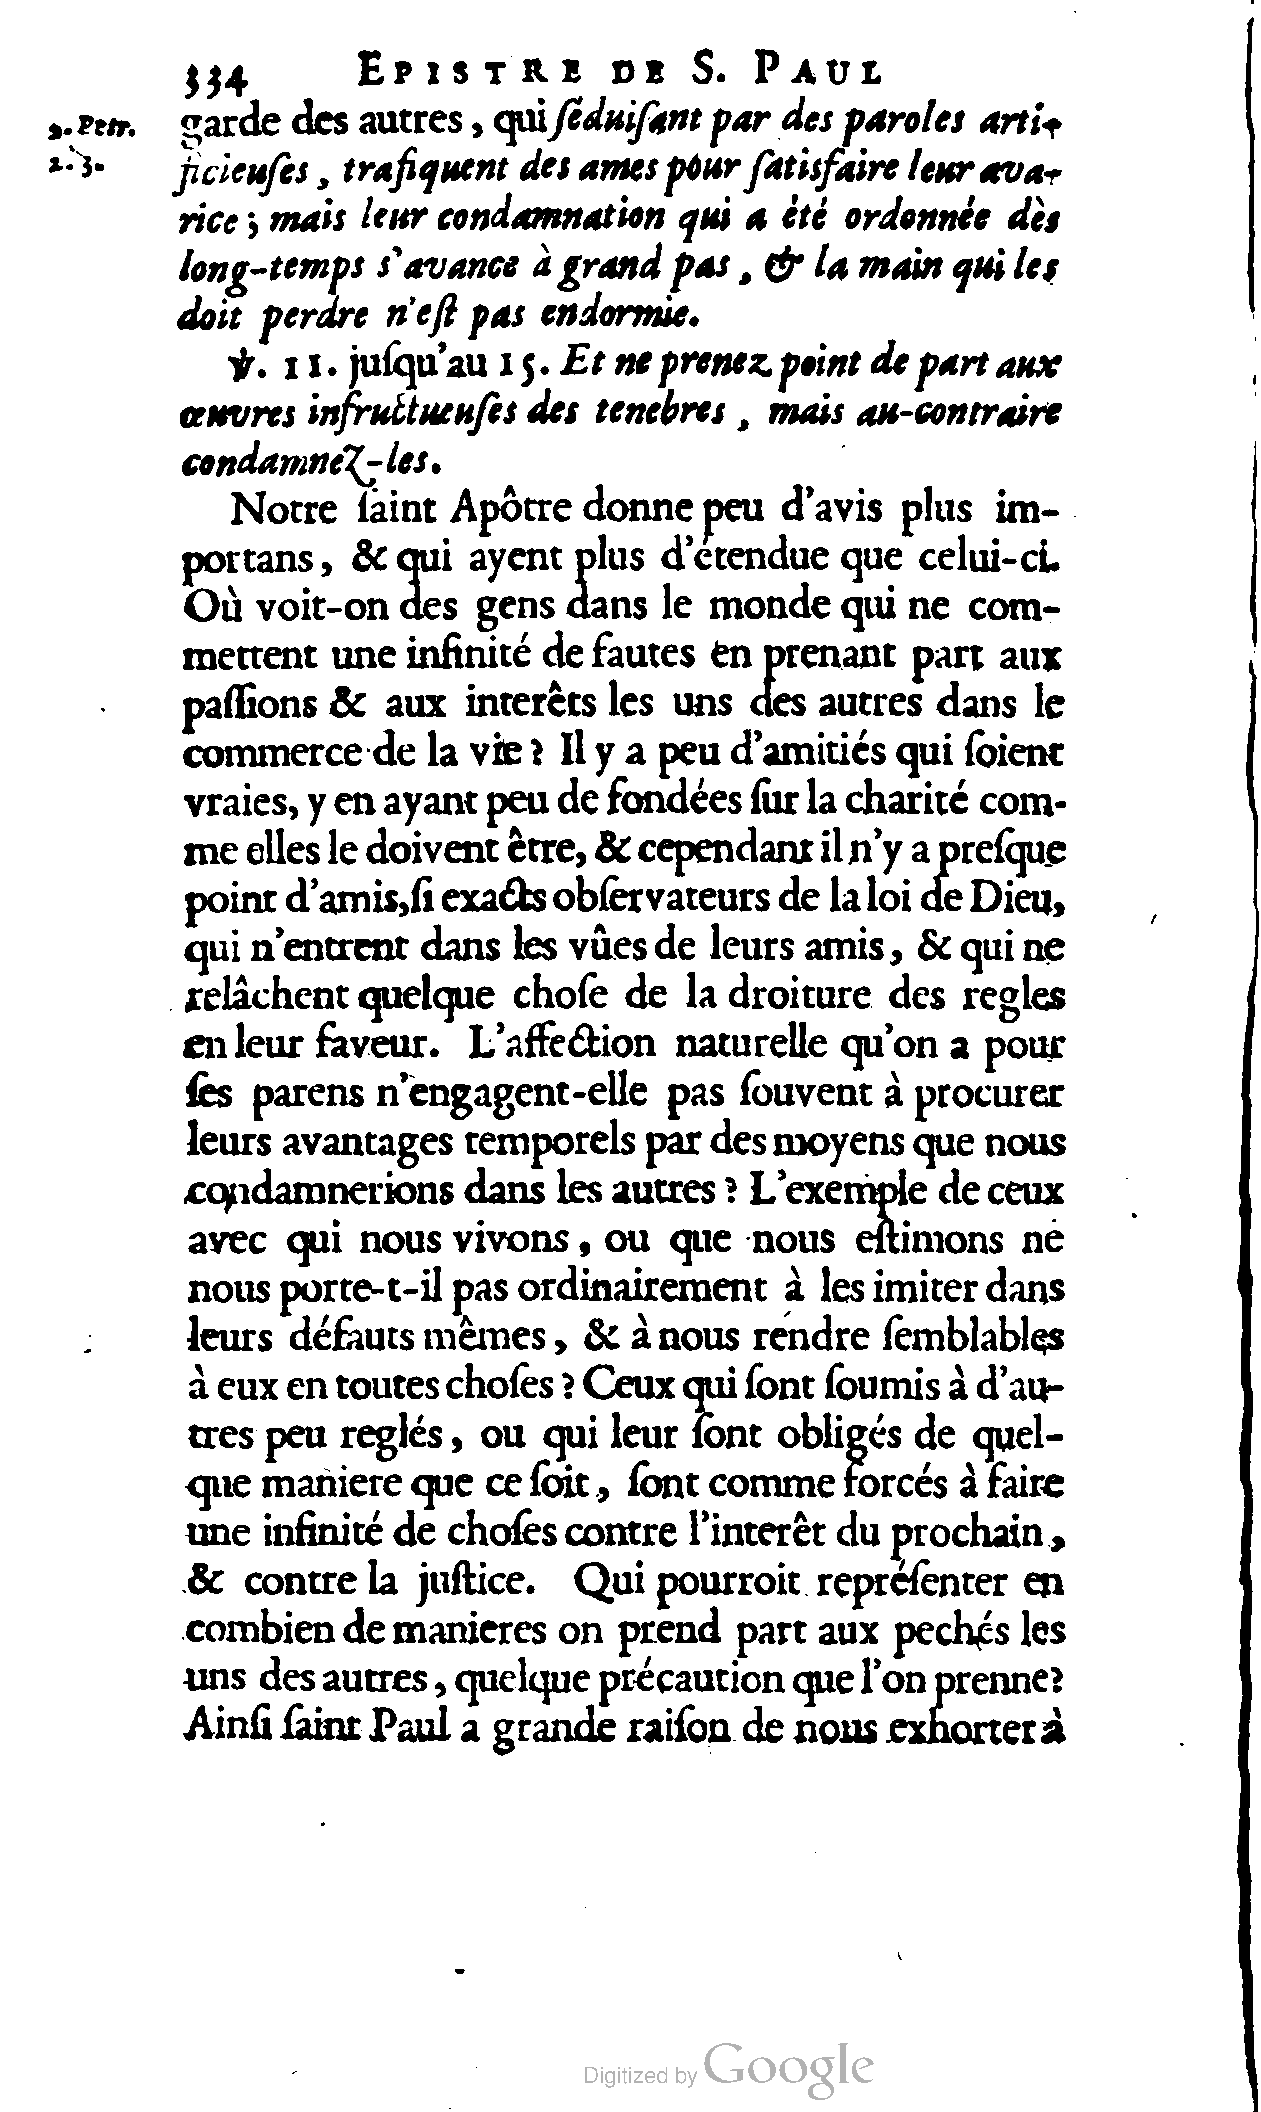 334 EPISTRE DE S. PAUL
garde des autres, qui ſéduiſant par des paroles arti-
2. Petr.
2. 3.
ficieuſes, trafiquent des ames pour ſatisfaire leur ava-
rice; mais leur condamnation qui a été ordonnée dès
long-temps s'avance à grand pas, & la main qui les
doit perdre n'eſt pas endormie.
℣. 11. juſqu'au 15. Et ne prenez point de part aux
œuvres infructueuſes des tenebres, mais au-contraire
condamnez-les.
Notre ſaint Apôtre donne peu d'avis plus im-
portans, & qui ayent plus d'étendue que celui-ci.
Où voit-on des gens dans le monde qui ne com-
mettent une infinité de fautes en prenant part aux
paſſions & aux interêts les uns des autres dans le
commerce de la vie? Il y a peu d'amitiés qui ſoient
vraies, y en ayant peu de fondées ſur la charité com-
me elles le doivent être, & cependant il n'y a preſque
point d'amis, ſi exacts obſervateurs de la loi de Dieu,
qui n'entrent dans les vûes de leurs amis, & qui ne
relâchent quelque choſe de la droiture des regles
en leur faveur. L'affection naturelle qu'on a pour
ſes parens n'engagent-elle pas ſouvent à procurer
leurs avantages temporels par des moyens que nous
condamnerions dans les autres? L'exemple de ceux
avec qui nous vivons, ou que nous eſtimons ne
nous porte-t-il pas ordinairement à les imiter dans
leurs défauts mêmes, & à nous rendre ſemblables
à eux en toutes choſes? Ceux qui ſont ſoumis à d'au-
tres peu reglés, ou qui leur ſont obligés de quel-
que maniere que ce ſoit, ſont comme forcés à faire
une infinité de choſes contre l'interêt du prochain,
& contre la juſtice. Qui pourroit repréſenter en
combien de manieres on prend part aux pechés les
uns des autres, quelque précaution que l'on prenne?
Ainſi ſaint Paul a grande raiſon de nous exhorter à
Digitized by Google